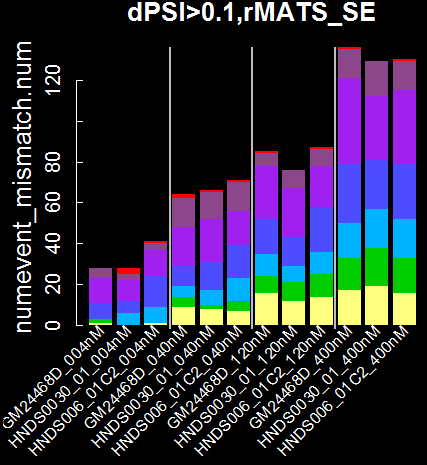 dPSI>0.1,rMATS_SE
numevent_mismatch.num
120
80
60
40
20
0
GM24468D_004nM
HNDS0030_01_004nM
HNDS006_01C2_004nM
GM24468D_040nM
HNDS0030_01_040nM
HNDS006_01C2_040nM
GM24468D_120nM
HNDS0030_01_120nM
HNDS006_01C2_120nM
GM24468D_400nM
HNDS0030_01_400nM
HNDS006_01C2_400nM